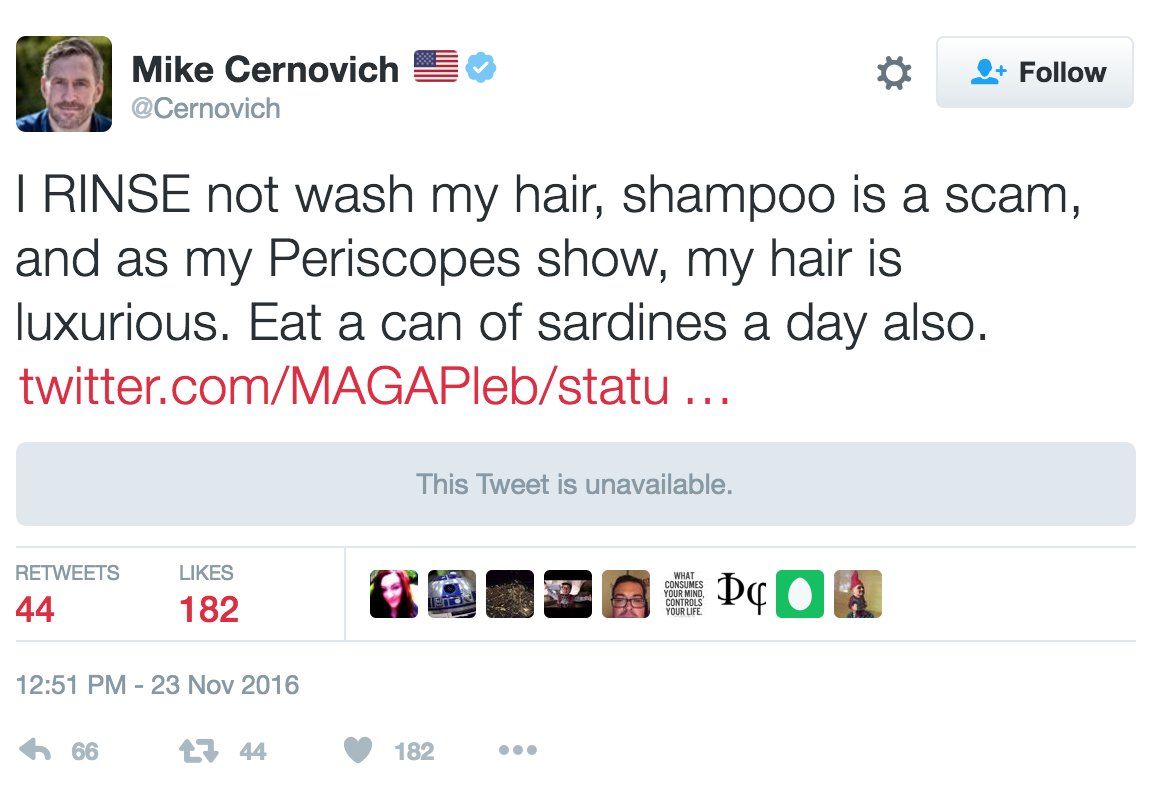 Mike Cernovich
@Cernovich
Follow
I RINSE not wash my hair, shampoo is a scam,
and as my Periscopes show, my hair is
luxurious. Eat a can of sardines a day also.
twitter.com/MAGAPleb/statu ...
This Tweet is unavailable.
RETWEETS LIKES
44 182
WHAT
CONSUMES
YOUR MIND,
CONTROLS
YOUR LIFE.
12:51 PM - 23 Nov 2016
66 44 182 •••